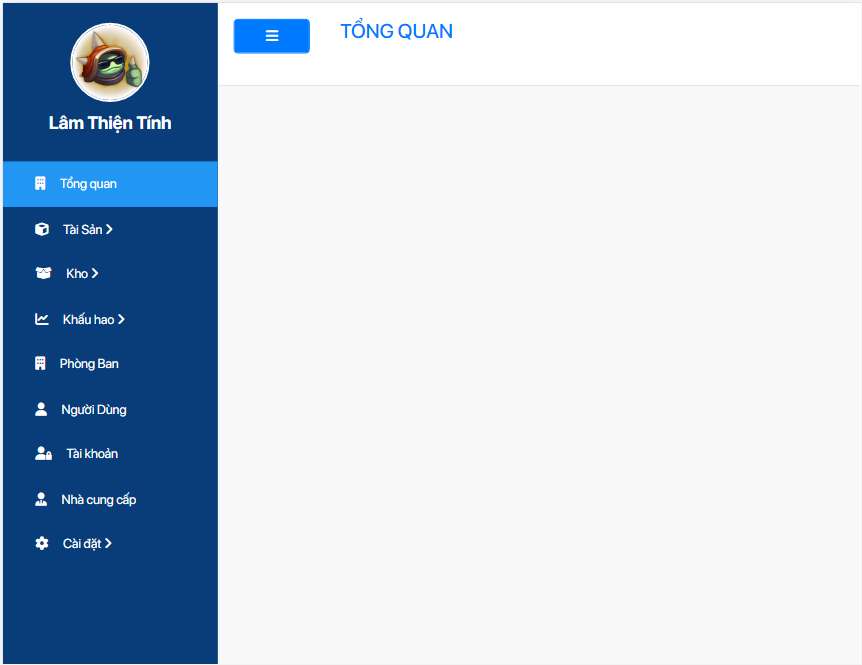 TỔNG QUAN
Lâm Thiện Tính
Tổng quan
Tài Sản
Kho
Khấu hao
Phòng Ban
Người Dùng
Tài khoản
Nhà cung cấp
Cài đặt